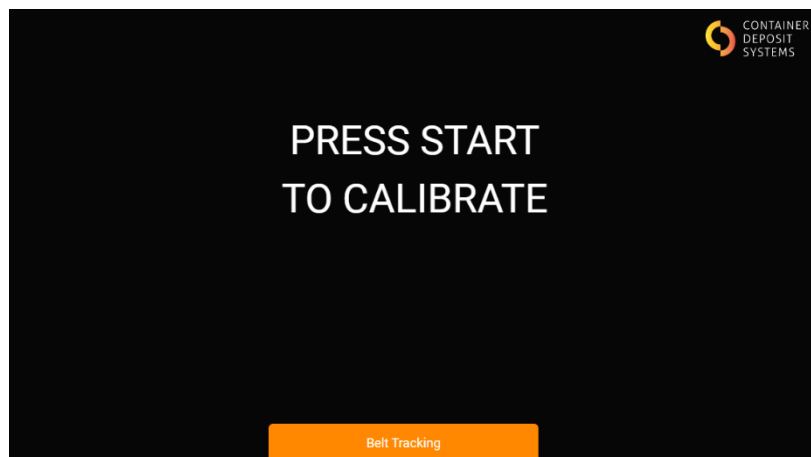 CONTAINER
DEPOSIT
SYSTEMS
PRESS START
TO CALIBRATE
Belt Tracking